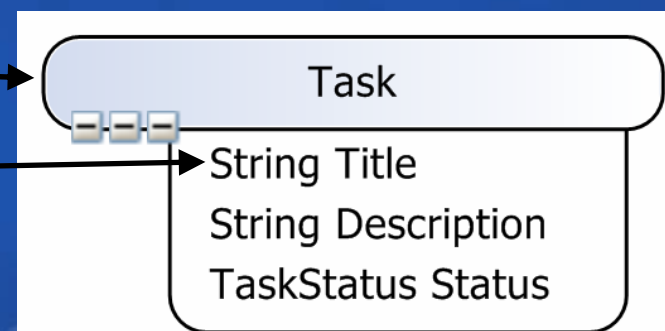 Task
String Title
String Description
TaskStatus Status